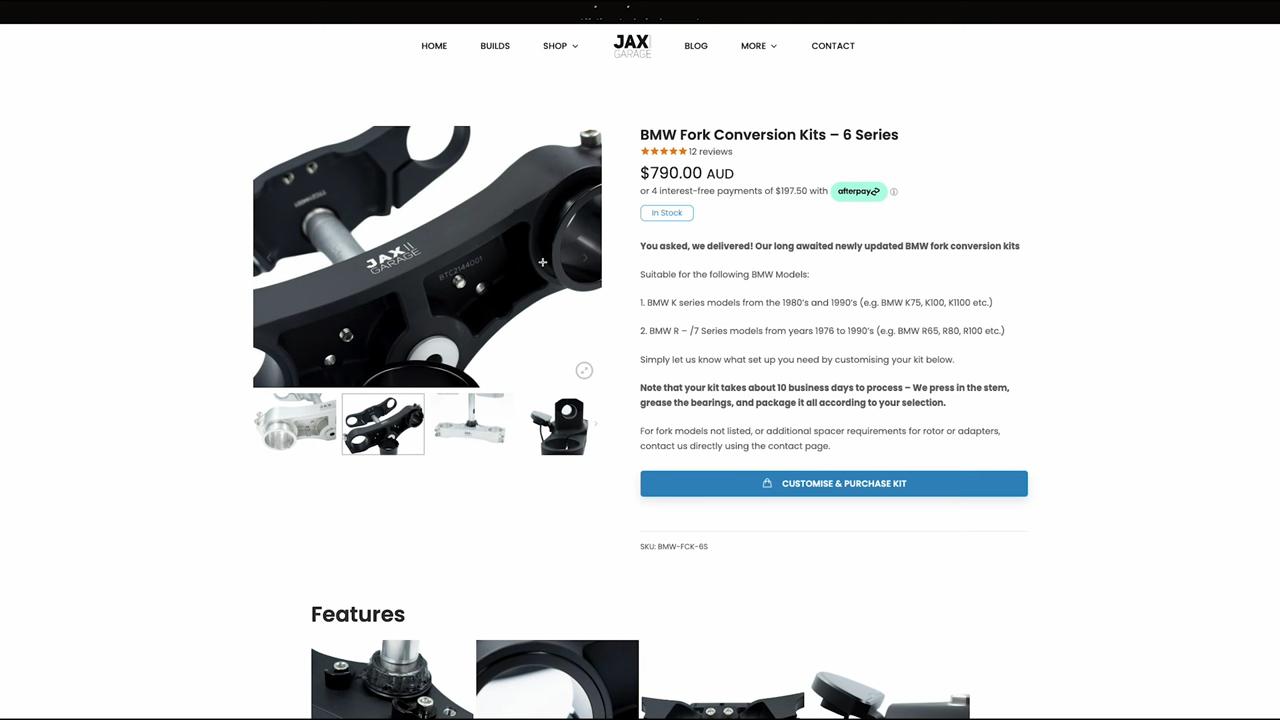 HOME
BUILDS
SHOP
JAX
GARAGE
BLOG
MORE
CONTACT
JAX
GARAGE
BTC2144001
BMW Fork Conversion Kits – 6 Series
12 reviews
$790.00 AUD
or 4 interest-free payments of $197.50 with afterpay
In Stock
You asked, we delivered! Our long awaited newly updated BMW fork conversion kits
Suitable for the following BMW Models:
1. BMW K series models from the 1980's and 1990's (e.g. BMW K75, K100, K1100 etc.)
2. BMW R – /7 Series models from years 1976 to 1990's (e.g. BMW R65, R80, R100 etc.)
Simply let us know what set up you need by customising your kit below.
Note that your kit takes about 10 business days to process – We press in the stem,
grease the bearings, and package it all according to your selection.
For fork models not listed, or additional spacer requirements for rotor or adapters,
contact us directly using the contact page.
CUSTOMISE & PURCHASE KIT
SKU: BMW-FCK-6S
Features